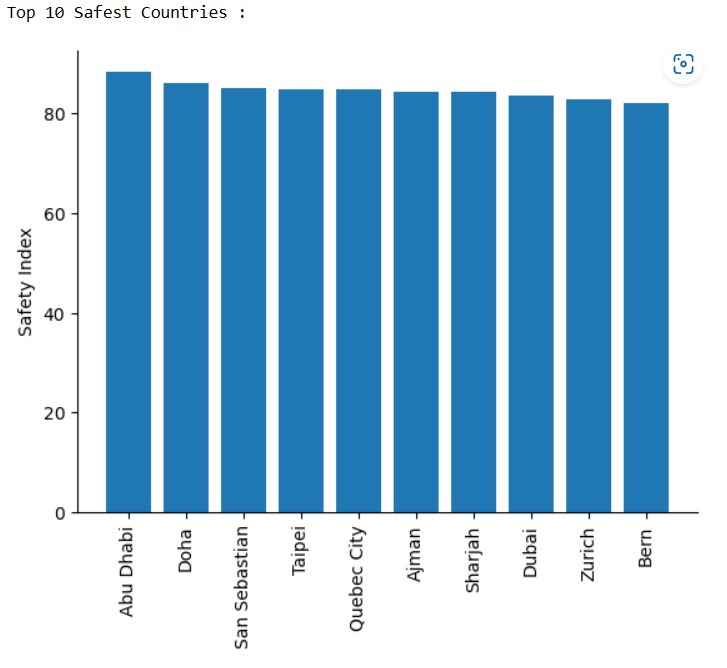 Top 10 Safest Countries :
80
60
40
20
0
Safety Index
Abu Dhabi
Doha
San Sebastian
Taipei
Quebec City
Ajman
Sharjah
Dubai
Zurich
Bern